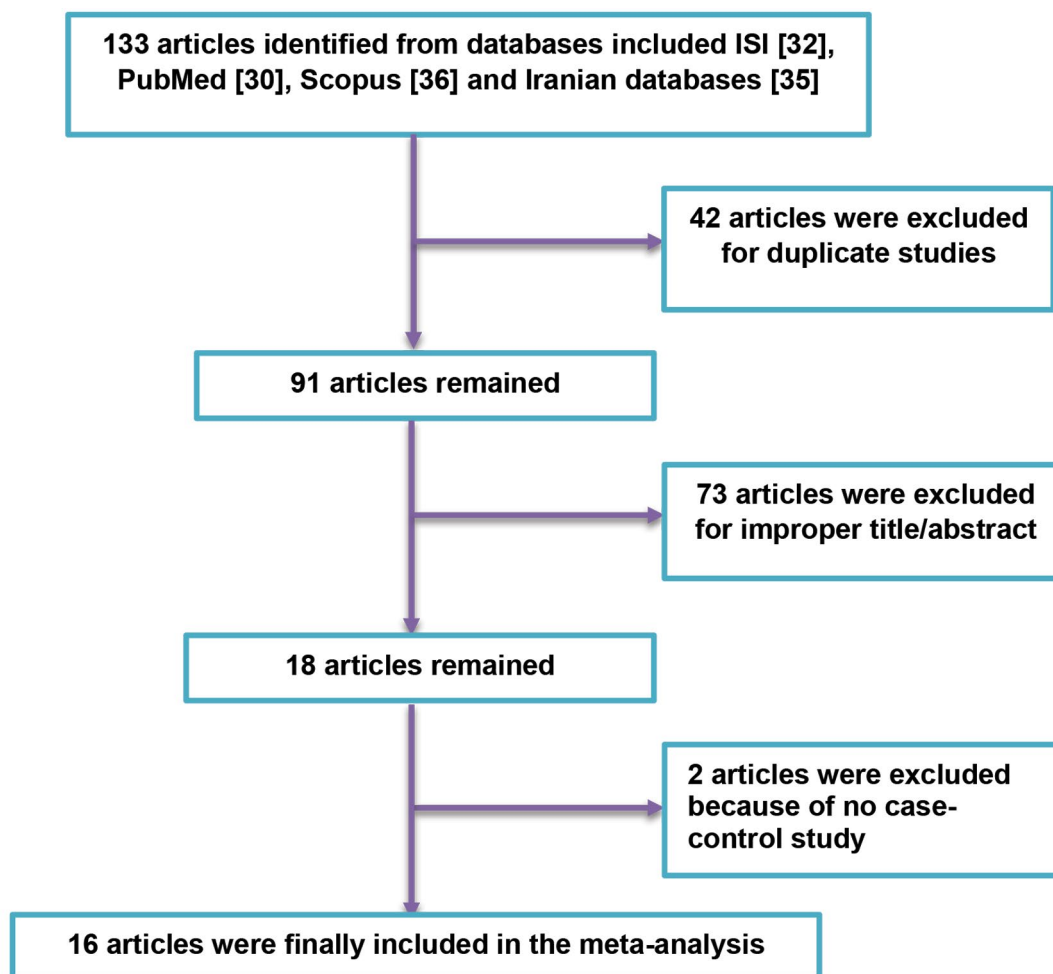 133 articles identified from databases included ISI [32],
PubMed [30], Scopus [36] and Iranian databases [35]
42 articles were excluded
for duplicate studies
91 articles remained
73 articles were excluded
for improper title/abstract
18 articles remained
2 articles were excluded
because of no case-
control study
16 articles were finally included in the meta-analysis